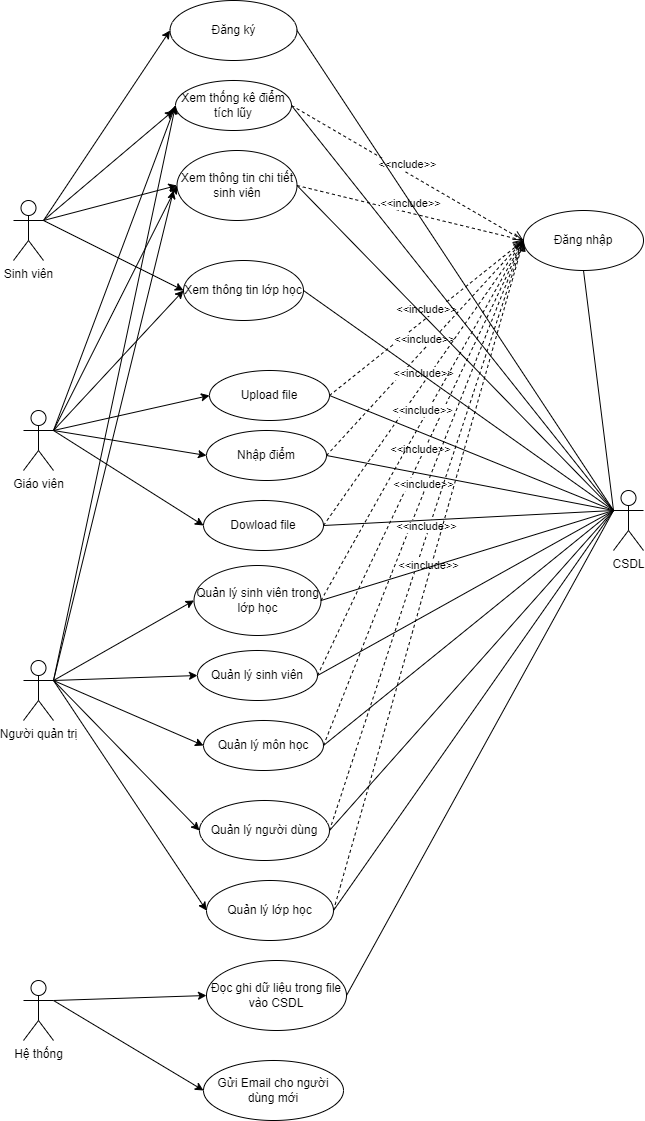 Đăng ký
Xem thống kê điểm
tích lũy
<<nclude>>
Xem thông tin chi tiết
sinh viên
<<include>>
Đăng nhập
Sinh viên
Xem thông tin lớp học
<<include>>
<<include>>
<<include>>
Upload file
<<include>>
Nhập điểm
<<include>>
Giáo viên
<<include>>
Dowload file
<<include>>
CSDL
<<include>>
Quản lý sinh viên trong
lớp học
Quản lý sinh viên
Người quản trị
Quản lý môn học
Quản lý người dùng
Quản lý lớp học
Đọc ghi dữ liệu trong file
vào CSDL
Hệ thống
Gửi Email cho người
dùng mới